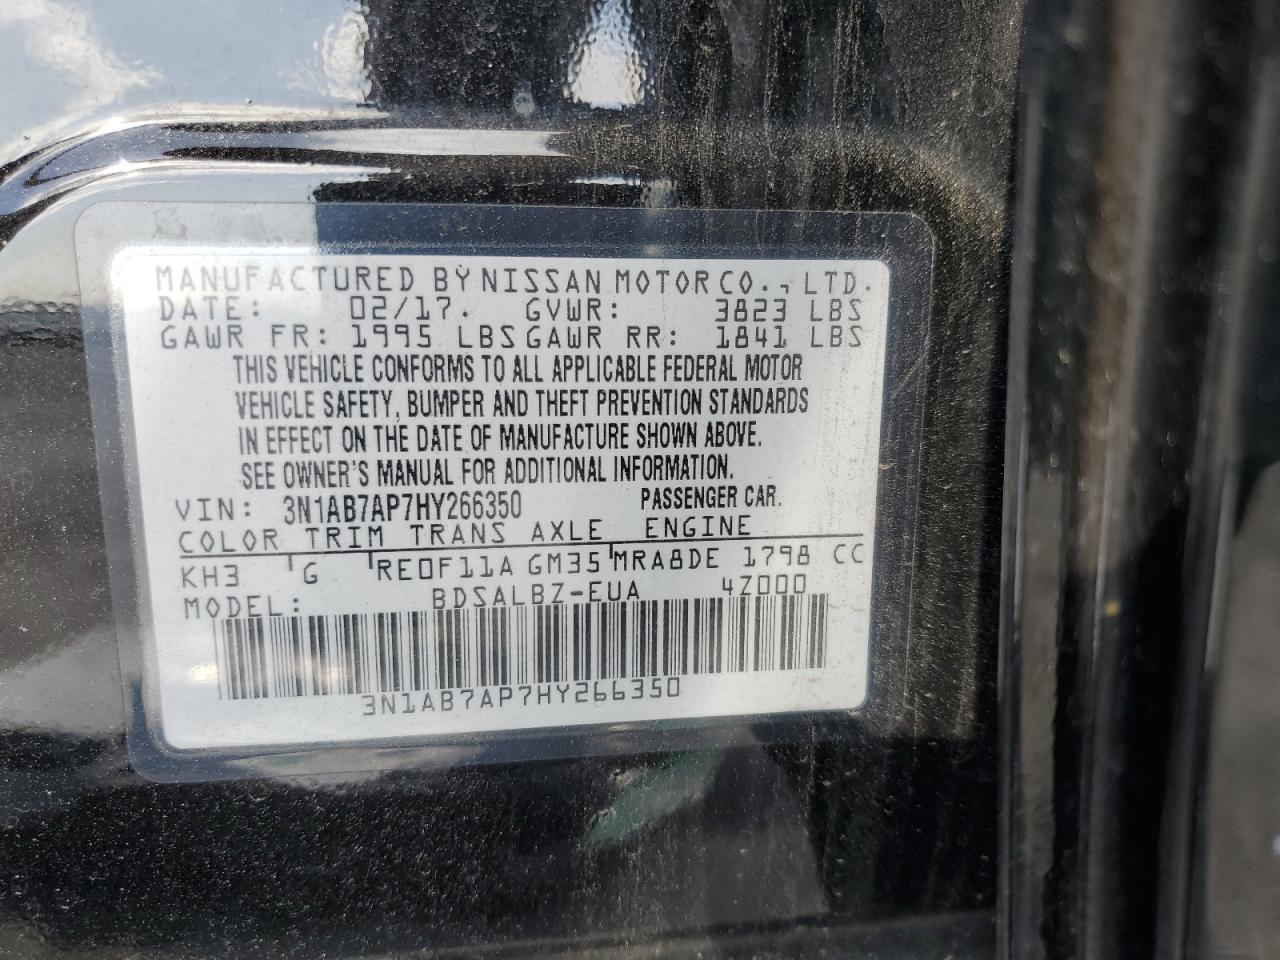 MANUFACTURED BY NISSAN MOTOR CO., LTD.
DATE: 02/17. GVWR: 3823 LBS
GAWR FR: 1995 LBS GAWR RR: 1841 LBS
THIS VEHICLE CONFORMS TO ALL APPLICABLE FEDERAL MOTOR
VEHICLE SAFETY, BUMPER AND THEFT PREVENTION STANDARDS
IN EFFECT ON THE DATE OF MANUFACTURE SHOWN ABOVE.
SEE OWNER'S MANUAL FOR ADDITIONAL INFORMATION.
VIN: 3N1AB7AP7HY266350 PASSENGER CAR.
COLOR TRIM TRANS AXLE ENGINE
KH3 G RE0F11A GM35 MRA8DE 1798 CC
MODEL: BDSALBZ-EUA 4Z000
3N1AB7AP7HY266350